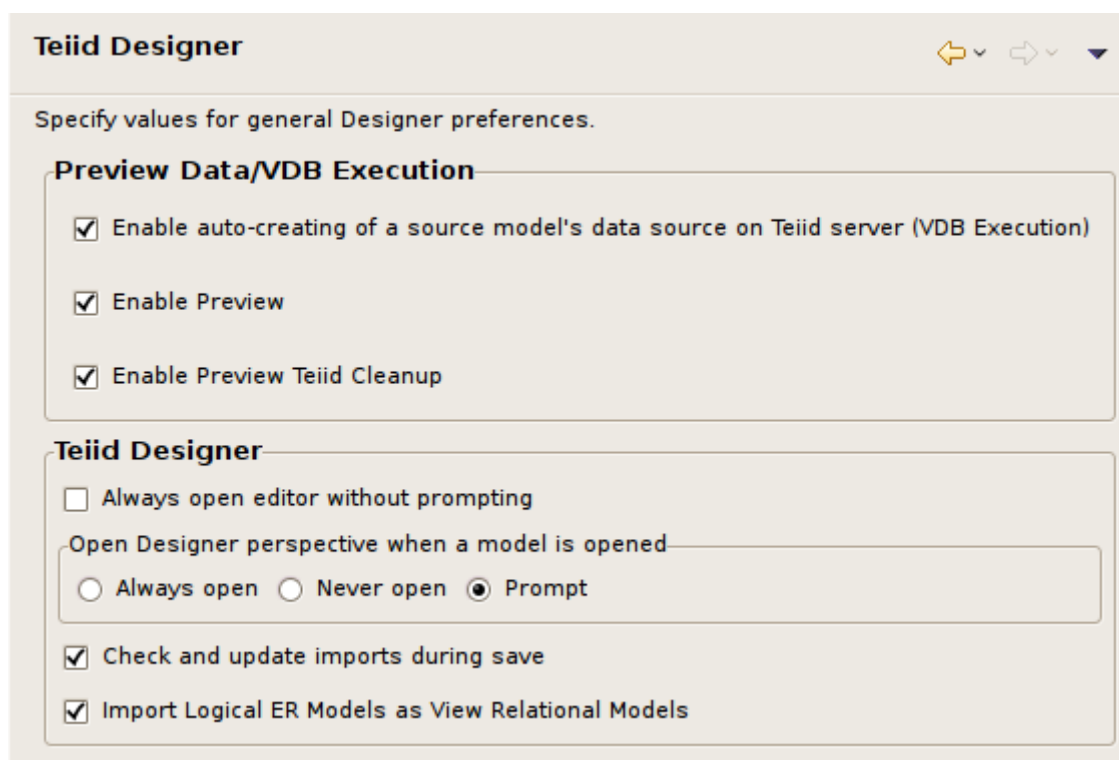 Teiid Designer
Specify values for general Designer preferences.
Preview Data/VDB Execution
Enable auto-creating of a source model's data source on Teiid server (VDB Execution)
Enable Preview
Enable Preview Teiid Cleanup
Teiid Designer
Always open editor without prompting
Open Designer perspective when a model is opened
Always open Never open Prompt
Check and update imports during save
Import Logical ER Models as View Relational Models